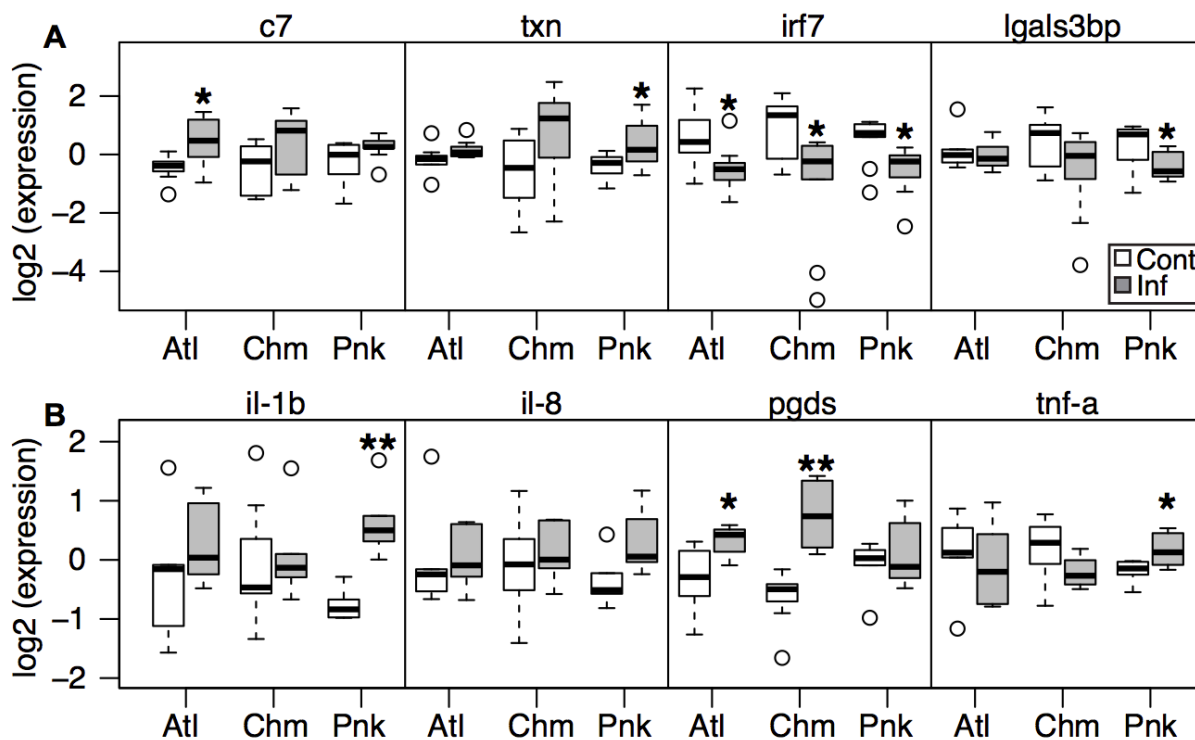 A
c7 txn irf7 lgals3bp
log2 (expression)
2
0
−2
−4
* * * * * *
Cont
Inf
Atl Chm Pnk Atl Chm Pnk Atl Chm Pnk Atl Chm Pnk
B
il-1b il-8 pgds tnf-a
log2 (expression)
2
1
0
-1
-2
** * ** *
Atl Chm Pnk Atl Chm Pnk Atl Chm Pnk Atl Chm Pnk